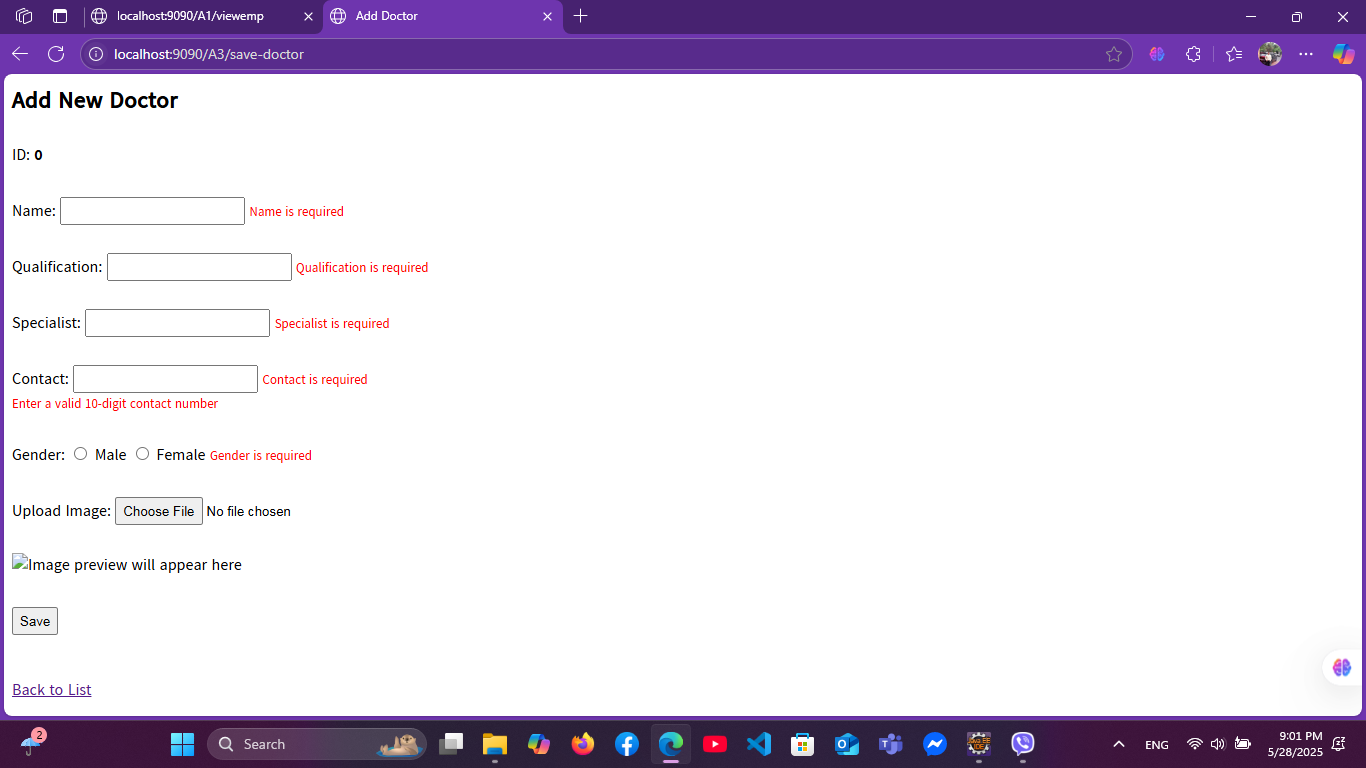 localhost:9090/A1/viewemp
Add Doctor
localhost:9090/A3/save-doctor
Add New Doctor
ID: 0
Name: Name is required
Qualification: Qualification is required
Specialist: Specialist is required
Contact: Contact is required
Enter a valid 10-digit contact number
Gender: Male Female Gender is required
Upload Image: Choose File No file chosen
Image preview will appear here
Save
Back to List
2
Search
ENG
9:01 PM
5/28/2025